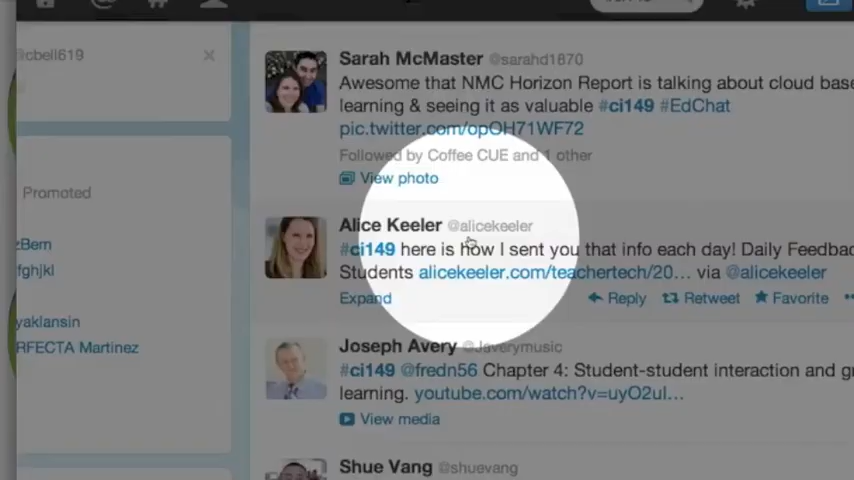 @cbell619
Promoted
zBern
fghjkl
yaklansin
RFECTA Martinez
Sarah McMaster @sarahd1870
Awesome that NMC Horizon Report is talking about cloud base
learning & seeing it as valuable #ci149 #EdChat
pic.twitter.com/opOH71WF72
Followed by Coffee CUE and 1 other
View photo
Alice Keeler @alicekeeler
#ci149 here is how I sent you that info each day! Daily Feedbac
Students alicekeeler.com/teachertech/20... via @alicekeeler
Expand
Reply
Retweet
Favorite
Joseph Avery @Javerymusic
#ci149 @fredn56 Chapter 4: Student-student interaction and gr
learning. youtube.com/watch?v=uyO2ul...
View media
Shue Vang @shuevang